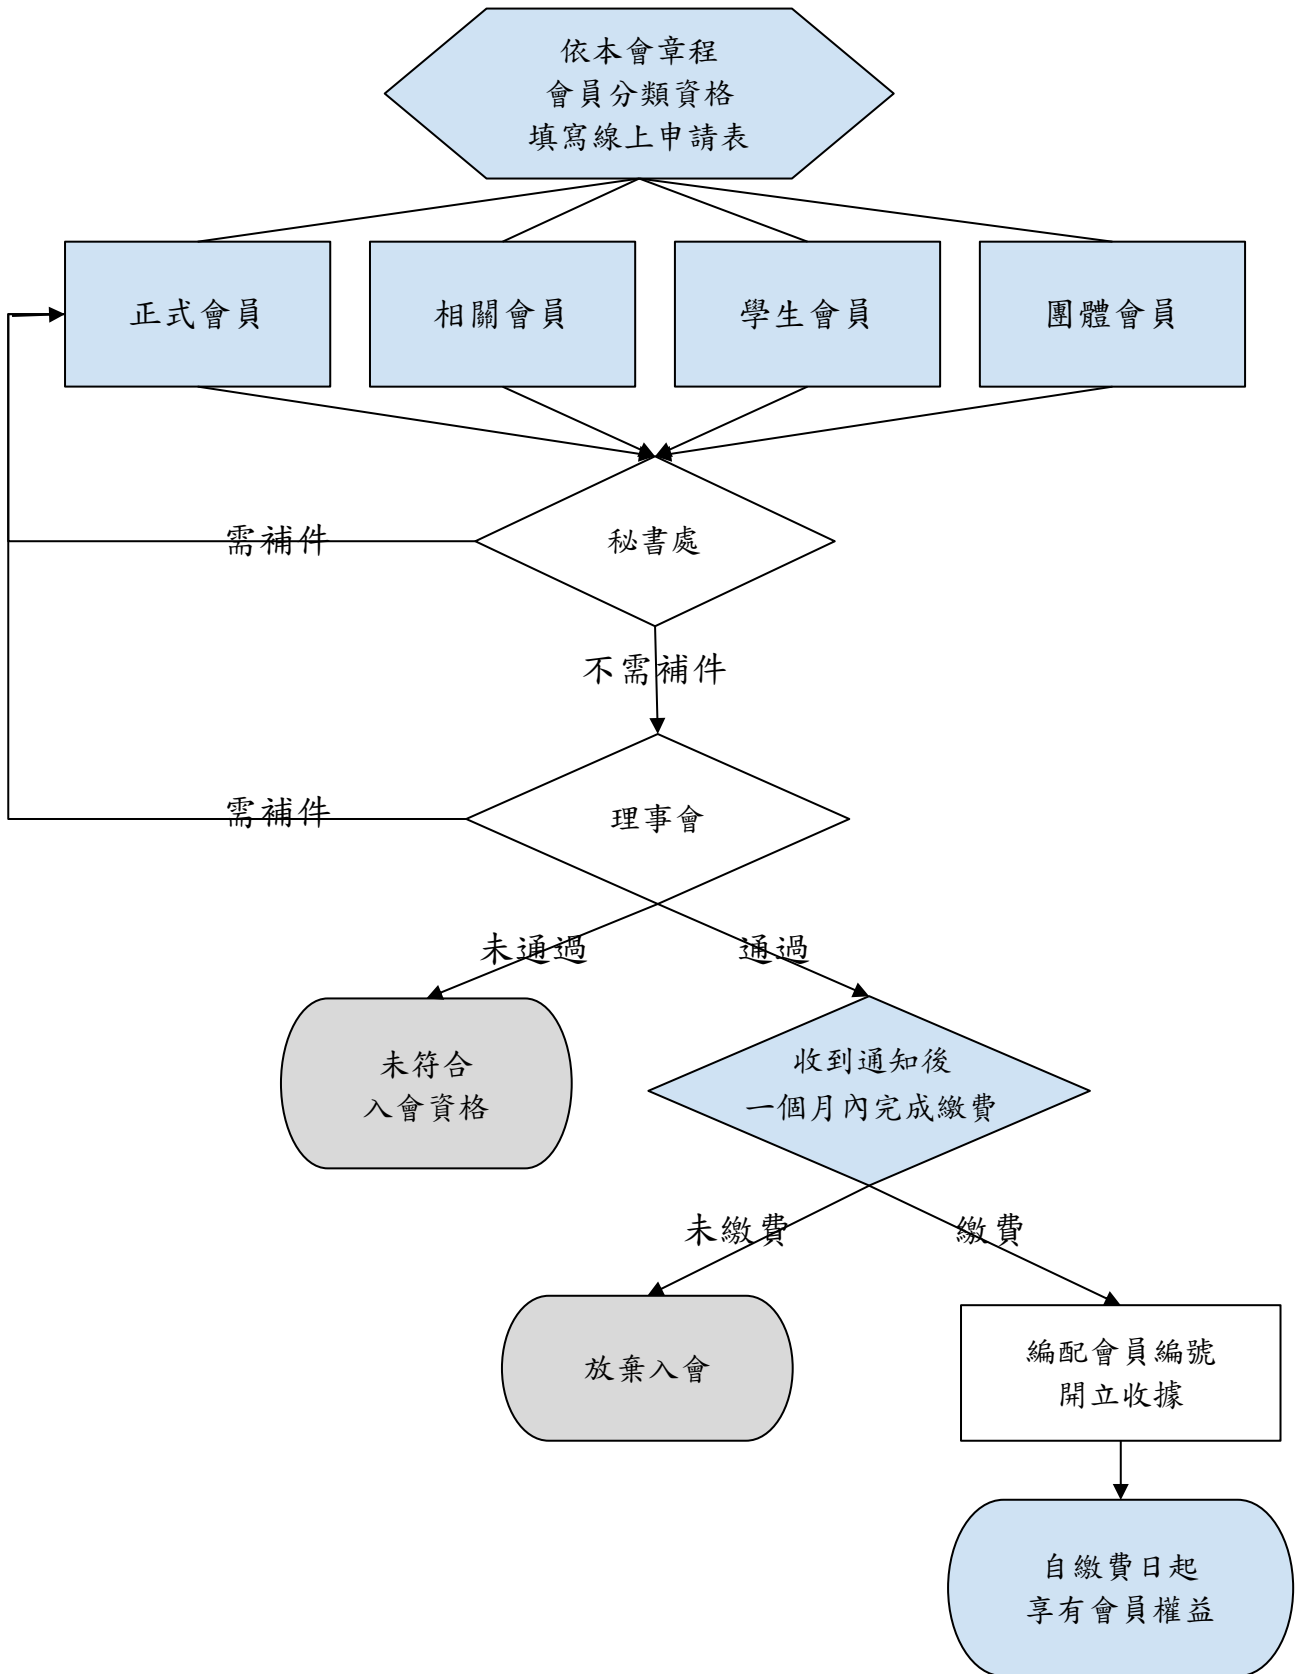 依本會章程
會員分類資格
填寫線上申請表
正式會員
相關會員
學生會員
團體會員
需補件
秘書處
不需補件
需補件
理事會
未通過
通過
未符合
入會資格
收到通知後
一個月內完成繳費
未繳費
繳費
放棄入會
編配會員編號
開立收據
自繳費日起
享有會員權益